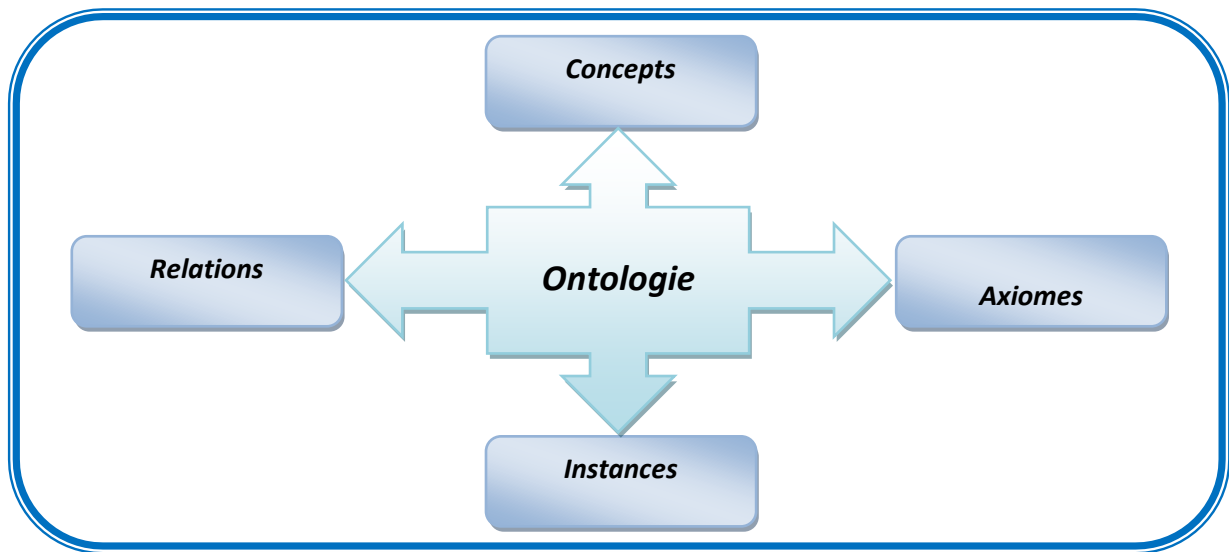 Concepts
Relations
Ontologie
Axiomes
Instances